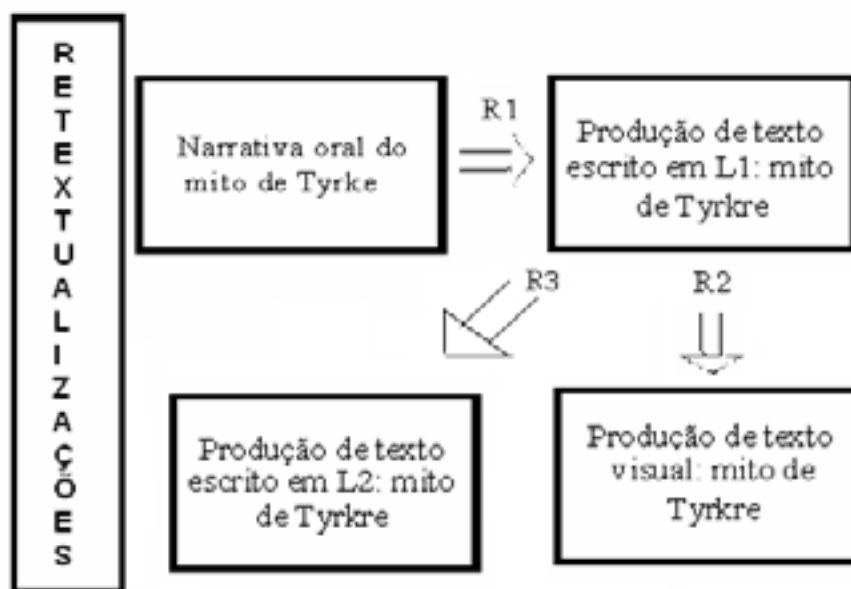 RETEXTUALIZAÇÕES
Narrativa oral do
mito de Tyrke
R1
Produção de texto
escrito em L1: mito
de Tyrkre
R3
R2
Produção de texto
escrito em L2: mito
de Tyrkre
Produção de texto
visual: mito de
Tyrkre